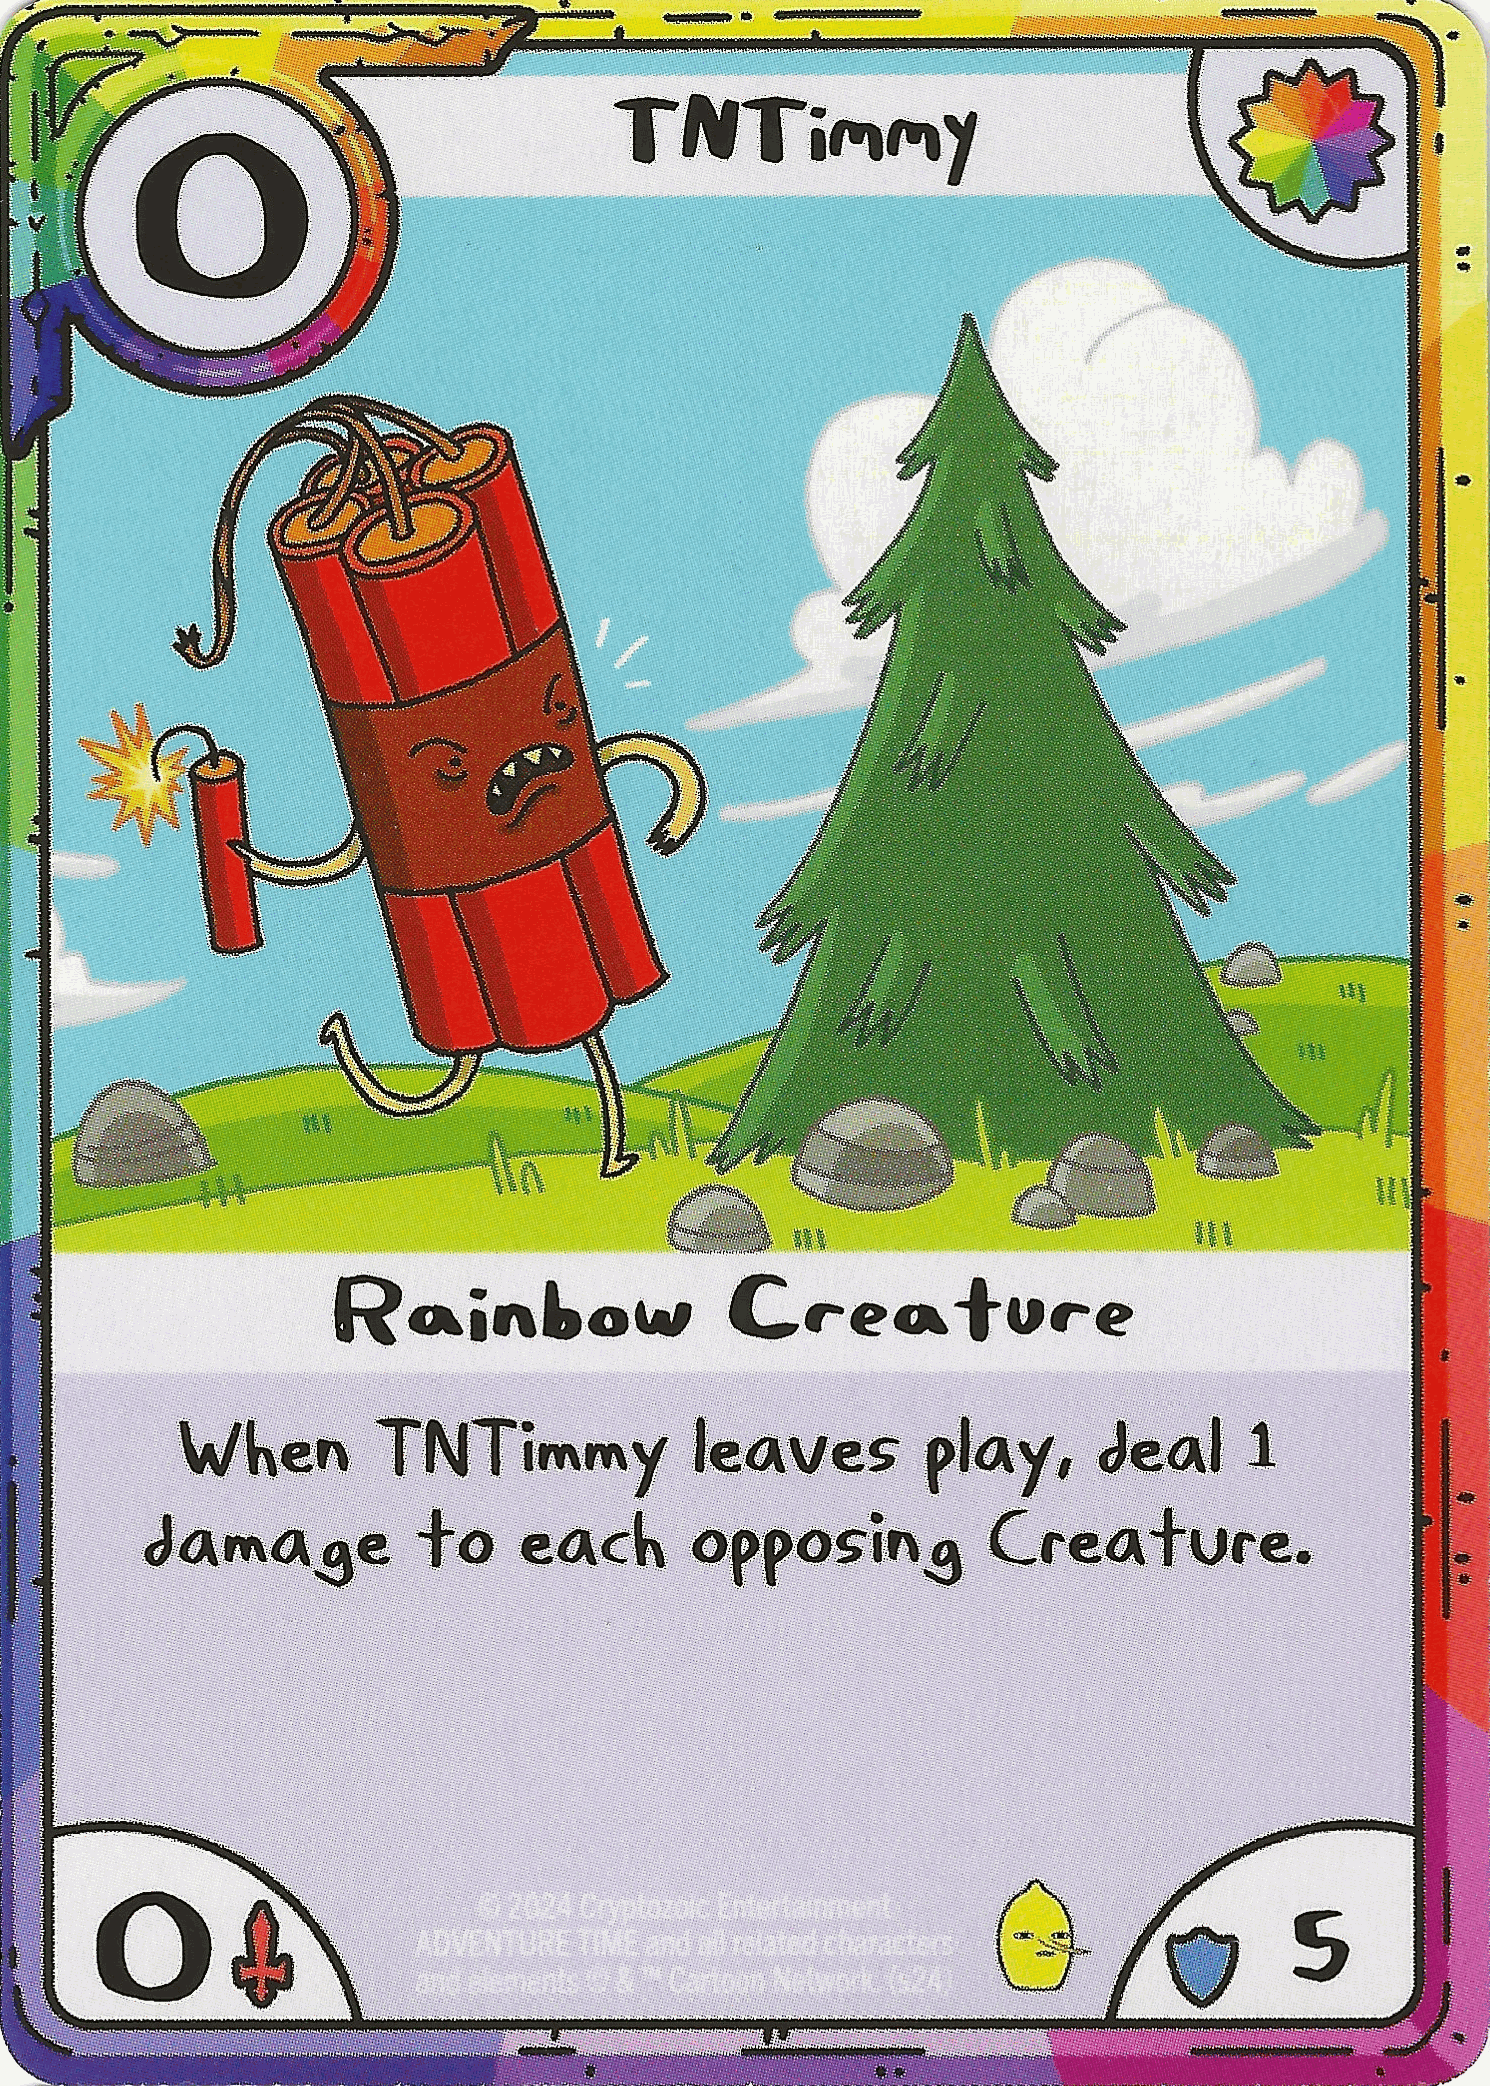 0
TNTimmy
Rainbow Creature
When TNTimmy leaves play, deal 1
damage to each opposing Creature.
0
5
© 2024 Cryptozoic Entertainment.
ADVENTURE TIME and all related characters
and elements © & ™ Cartoon Network. (s24)